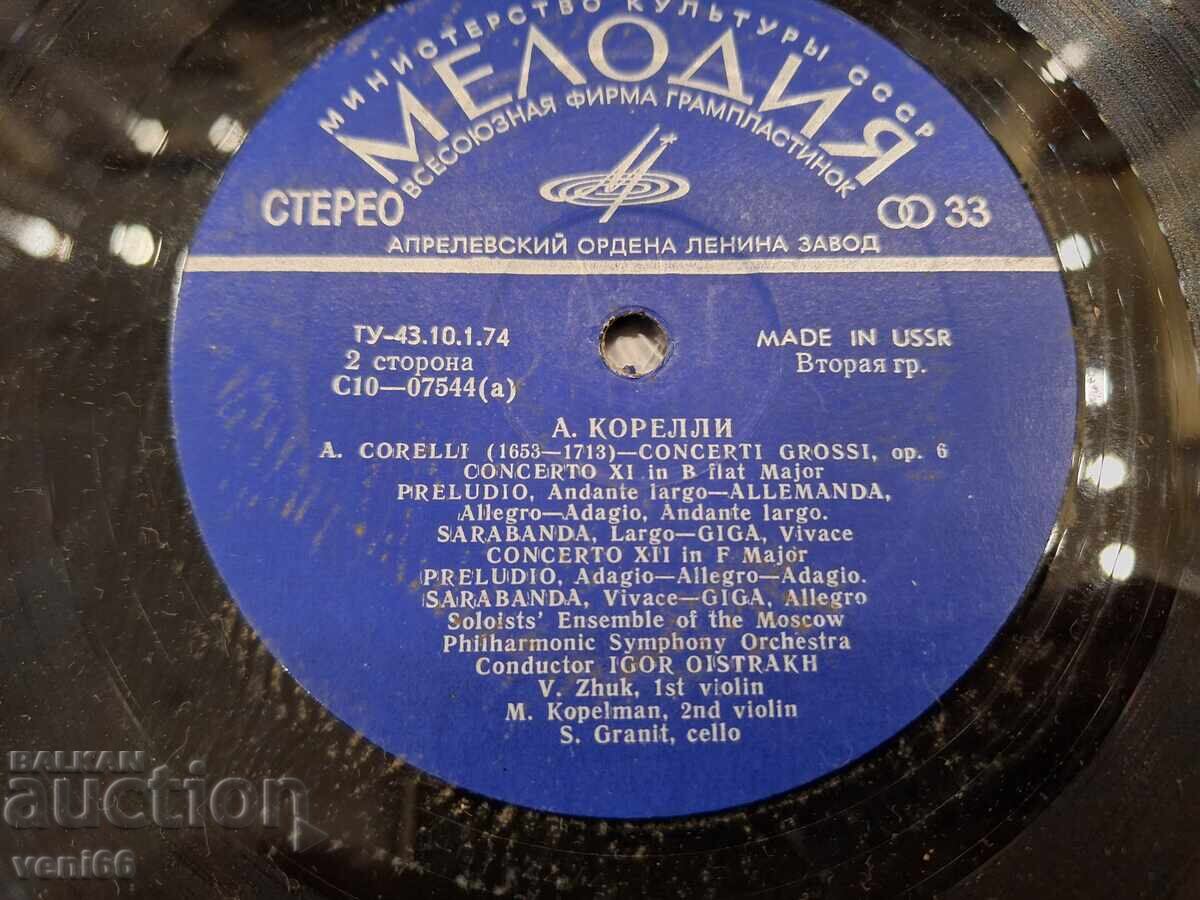 МИНИСТЕРСТВО КУЛЬТУРЫ СССР
МЕЛОДИЯ
ВСЕСОЮЗНАЯ ФИРМА ГРАМПЛАСТИНОК
СТЕРЕО
33
АПРЕЛЕВСКИЙ ОРДЕНА ЛЕНИНА ЗАВОД
ТУ-43.10.1.74
2 сторона
С10—07544(а)
MADE IN USSR
Вторая гр.
А. КОРЕЛЛИ
A. CORELLI (1653—1713)—CONCERTI GROSSI, op. 6
CONCERTO XI in B flat Major
PRELUDIO, Andante largo—ALLEMANDA,
Allegro—Adagio, Andante largo.
SARABANDA, Largo—GIGA, Vivace
CONCERTO XII in F Major
PRELUDIO, Adagio—Allegro—Adagio.
SARABANDA, Vivace—GIGA, Allegro
Soloists' Ensemble of the Moscow
Philharmonic Symphony Orchestra
Conductor IGOR OISTRAKH
V. Zhuk, 1st violin
M. Kopelman, 2nd violin
S. Granit, cello
BALKAN
auction
veni66